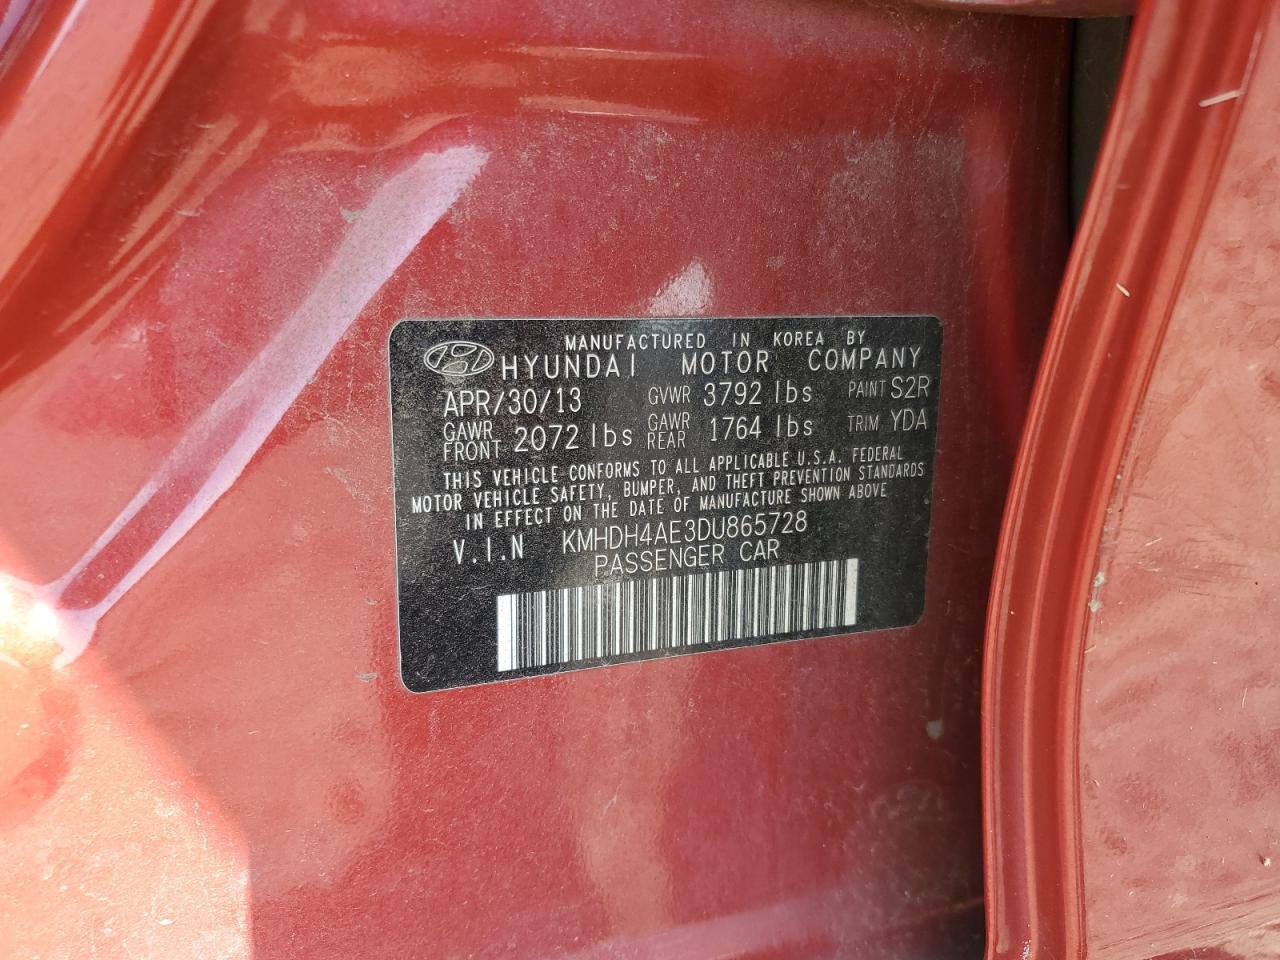 MANUFACTURED IN KOREA BY
HYUNDAI MOTOR COMPANY
APR/30/13 GVWR 3792 lbs PAINT S2R
GAWR FRONT 2072 lbs GAWR REAR 1764 lbs TRIM YDA
THIS VEHICLE CONFORMS TO ALL APPLICABLE U.S.A. FEDERAL
MOTOR VEHICLE SAFETY, BUMPER, AND THEFT PREVENTION STANDARDS
IN EFFECT ON THE DATE OF MANUFACTURE SHOWN ABOVE
V.I.N KMHDH4AE3DU865728
PASSENGER CAR